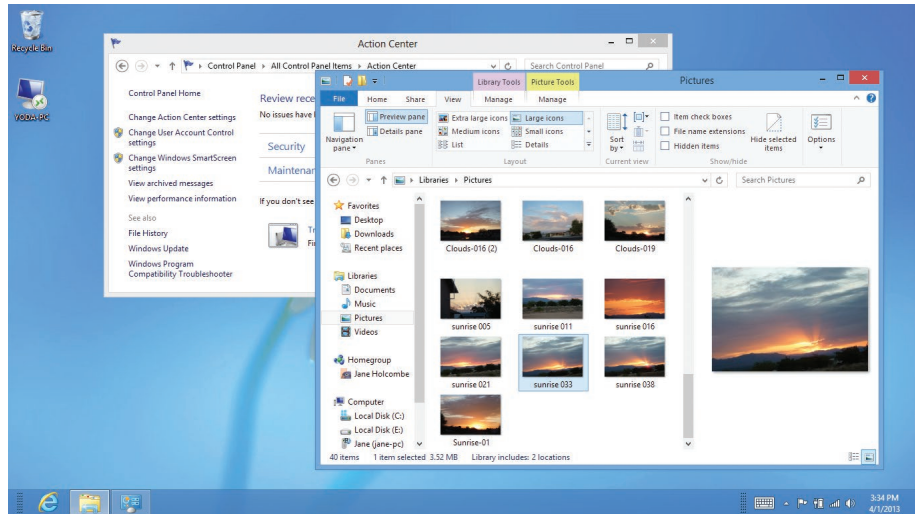 Recycle Bin
YODA-PC
Action Center
Control Panel
All Control Panel Items
Action Center
Search Control Panel
Control Panel Home
Change Action Center settings
Change User Account Control
settings
Change Windows SmartScreen
settings
View archived messages
View performance information
See also
File History
Windows Update
Windows Program
Compatibility Troubleshooter
Review rece
No issues have
Security
Maintenan
If you don't see
Library Tools
Picture Tools
Pictures
File
Home
Share
View
Manage
Manage
Navigation
pane
Preview pane
Details pane
Panes
Extra large icons
Large icons
Medium icons
Small icons
List
Details
Layout
Sort
by
Current view
Item check boxes
File name extensions
Hidden items
Hide selected
items
Show/hide
Options
Libraries
Pictures
Search Pictures
Favorites
Desktop
Downloads
Recent places
Libraries
Documents
Music
Pictures
Videos
Homegroup
Jane Holcombe
Computer
Local Disk (C:)
Local Disk (E:)
Jane (jane-pc)
Clouds-016 (2)
Clouds-016
Clouds-019
sunrise 005
sunrise 011
sunrise 016
sunrise 021
sunrise 033
sunrise 038
Sunrise-01
40 items
1 item selected 3.52 MB
Library includes: 2 locations
3:34 PM
4/1/2013